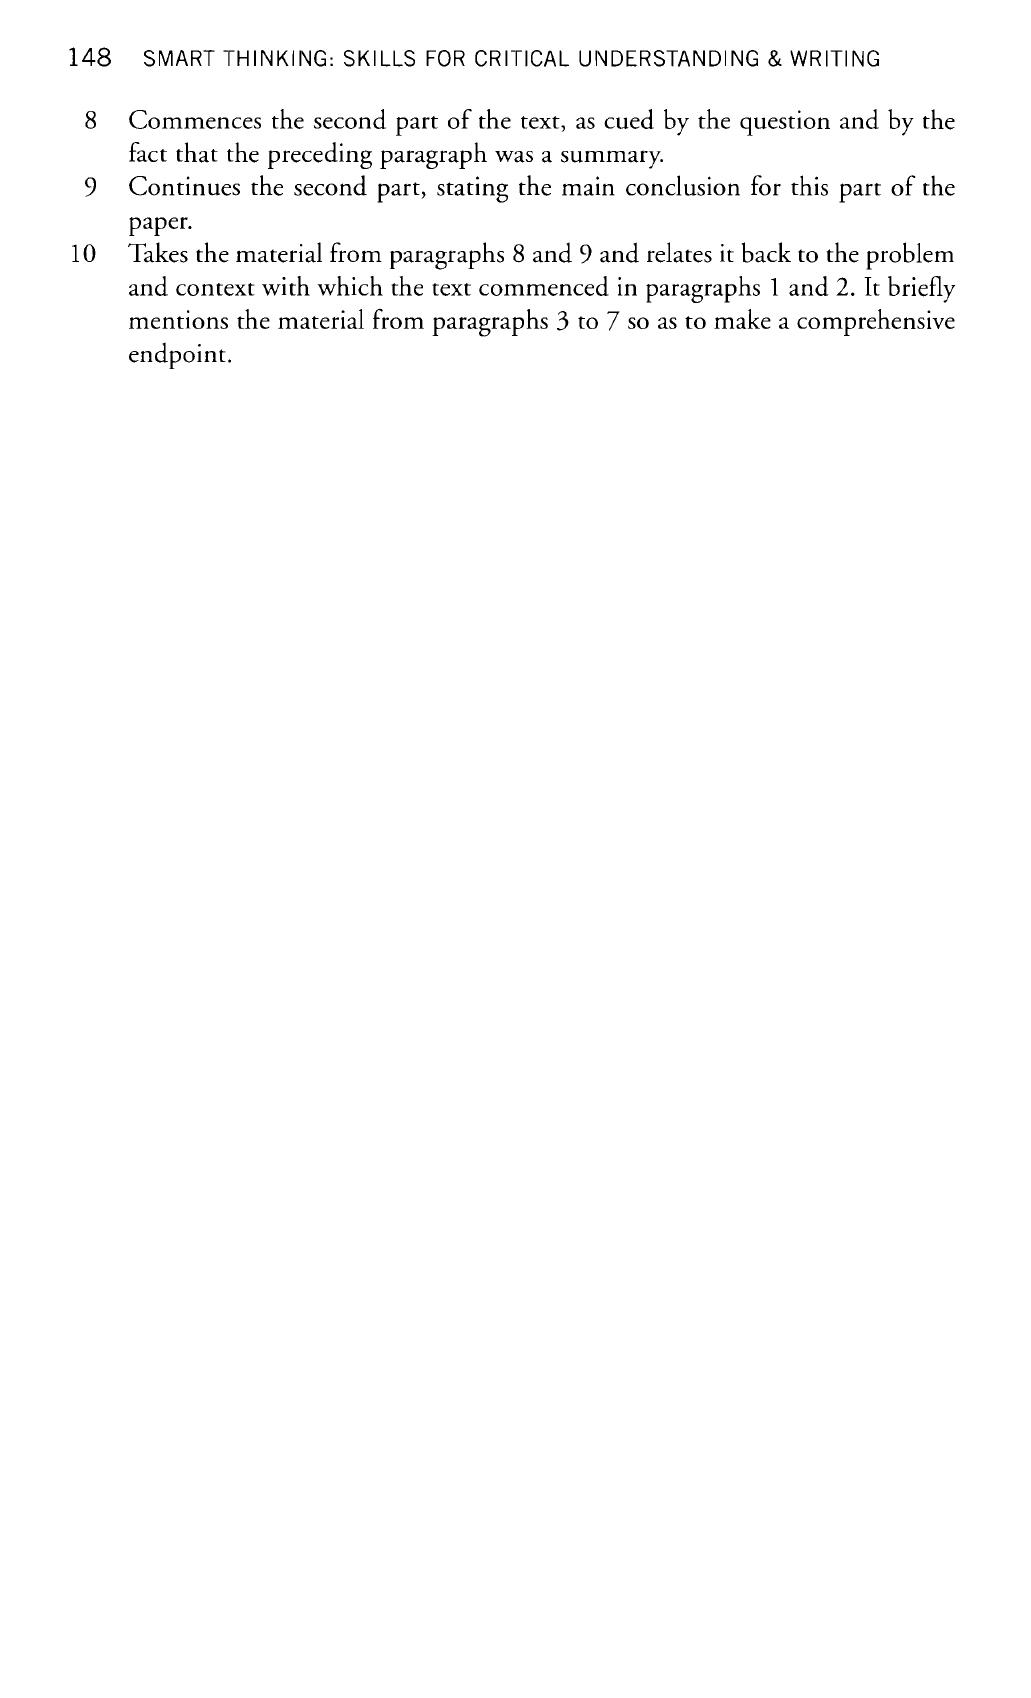 148 SMART THINKING: SKILLS FOR CRITICAL UNDERSTANDING & WRITING
8 Commences the second part of the text, as cued by the question and by the
fact that the preceding paragraph was a summary.
9 Continues the second part, stating the main conclusion for this part of the
paper.
10 Takes the material from paragraphs 8 and 9 and relates it back to the problem
and context with which the text commenced in paragraphs 1 and 2. It briefly
mentions the material from paragraphs 3 to 7 so as to make a comprehensive
endpoint.